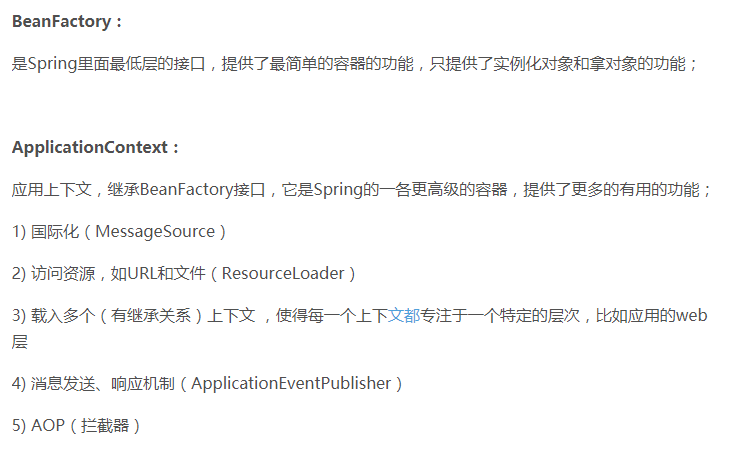 BeanFactory：
是Spring里面最低层的接口，提供了最简单的容器的功能，只提供了实例化对象和拿对象的功能；
ApplicationContext：
应用上下文，继承BeanFactory接口，它是Spring的一各更高级的容器，提供了更多的有用的功能；
1) 国际化（MessageSource）
2) 访问资源，如URL和文件（ResourceLoader）
3) 载入多个（有继承关系）上下文 ，使得每一个上下文都专注于一个特定的层次，比如应用的web
层
4) 消息发送、响应机制（ApplicationEventPublisher）
5) AOP（拦截器）